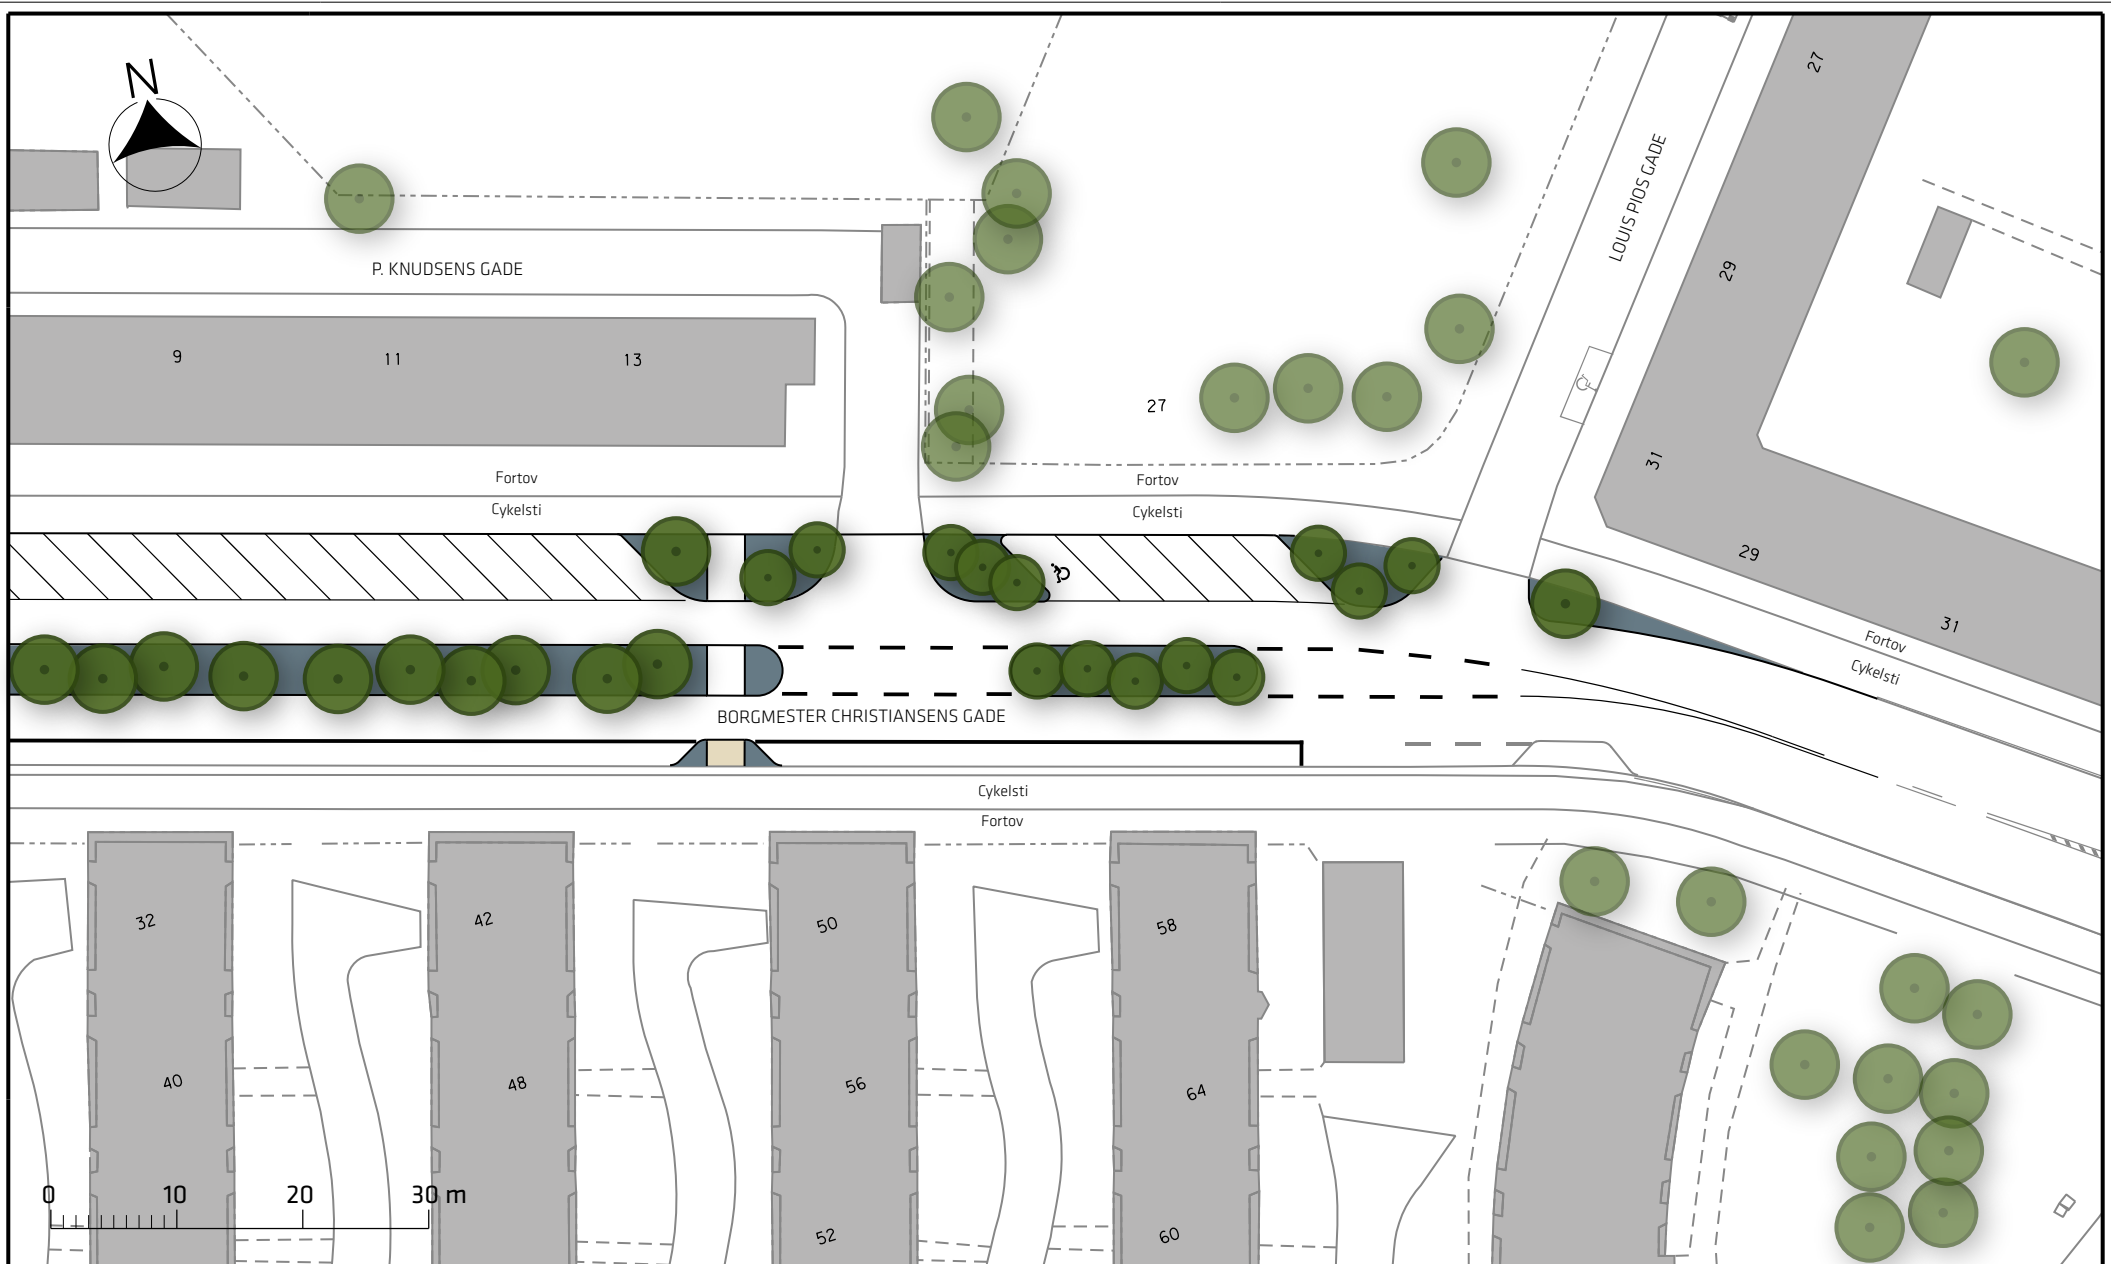 N
27
LOUIS PIOS GADE
P. KNUDSENS GADE
29
9
11
13
27
31
Fortov
Fortov
Cykelsti
Cykelsti
29
31
Fortov
Cykelsti
BORGMESTER CHRISTIANSENS GADE
Cykelsti
Fortov
32
42
50
58
40
48
56
64
0 10 20 30 m
52
60